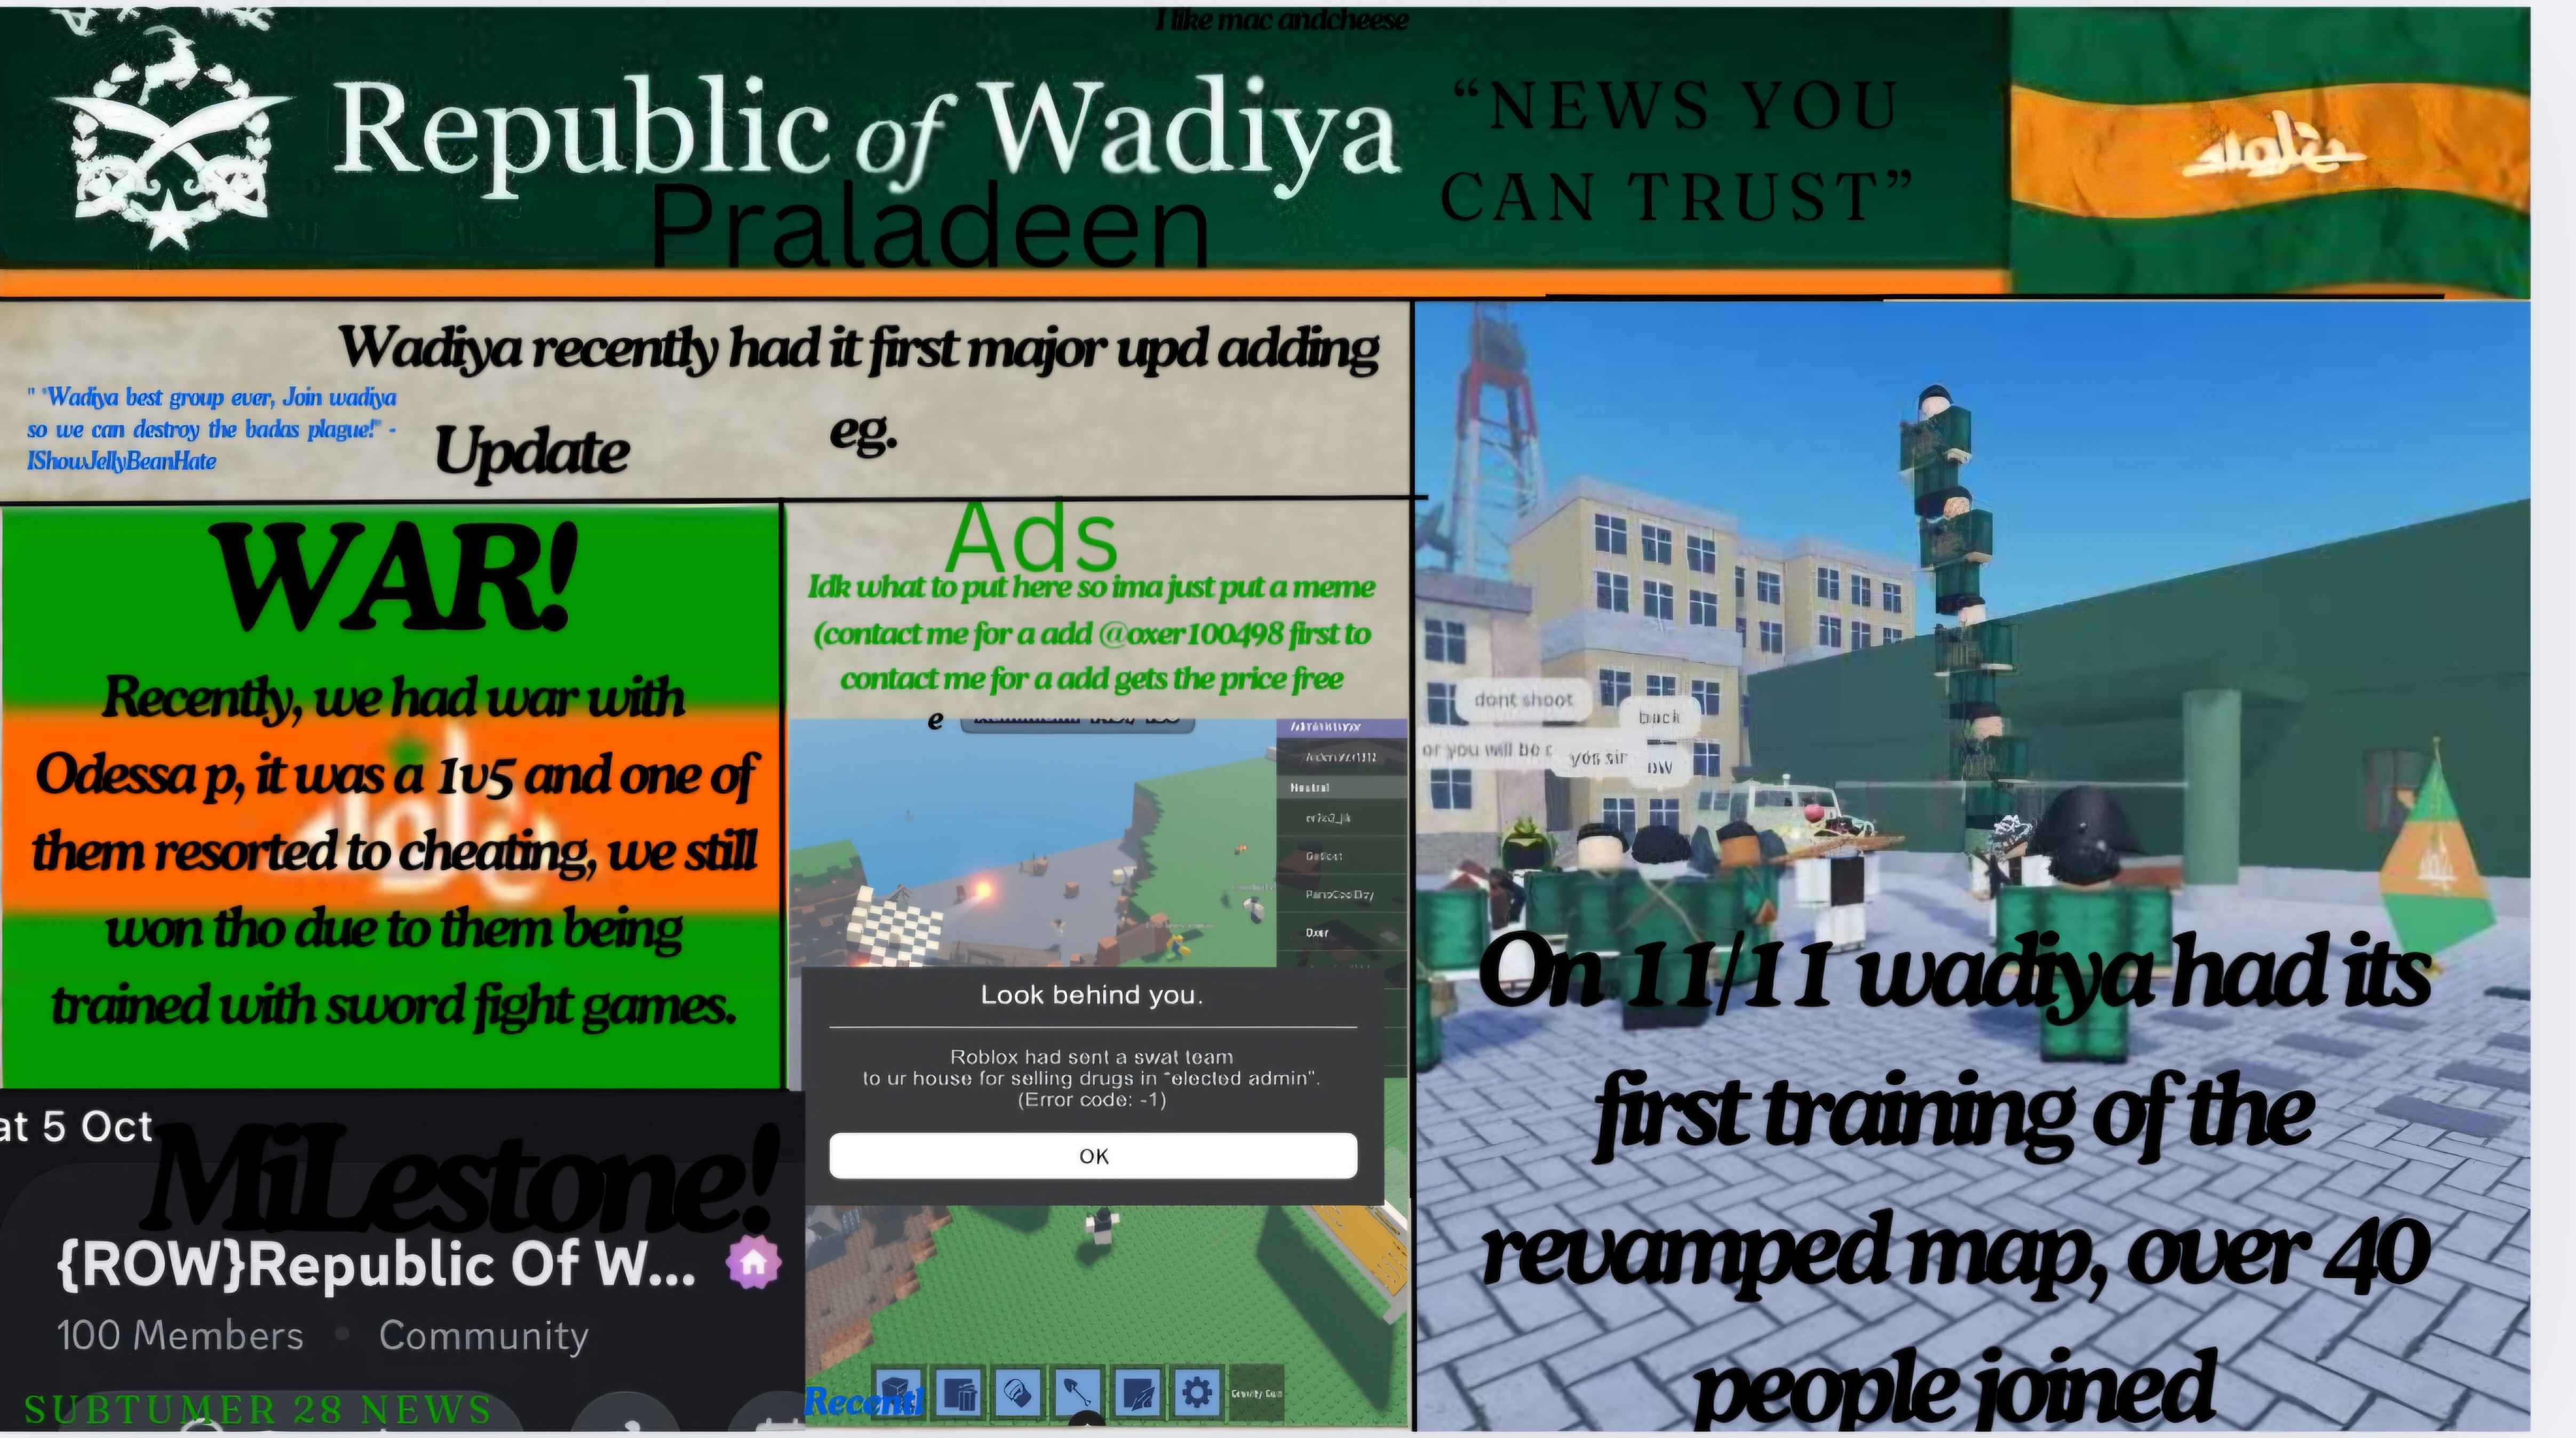 I like mac andcheese
Republic of Wadiya
Praladeen
“NEWS YOU
CAN TRUST”
Wadiya recently had it first major upd adding
eg.
Update
" "Wadiya best group ever, Join wadiya
so we can destroy the badas plague!" -
IShowJellyBeanHate
WAR!
Recently, we had war with
Odessa p, it was a 1v5 and one of
them resorted to cheating, we still
won tho due to them being
trained with sword fight games.
Ads
Idk what to put here so ima just put a meme
(contact me for a add @oxer100498 first to
contact me for a add gets the price free
e
Neutral
Look behind you.
Roblox had sent a swat team
to ur house for selling drugs in "elected admin".
(Error code: -1)
OK
Recentl
at 5 Oct
MiLestone!
{ROW}Republic Of W...
100 Members • Community
SUBTUMER 28 NEWS
dont shoot
or you will be
On 11/11 wadiya had its
first training of the
revamped map, over 40
people joined